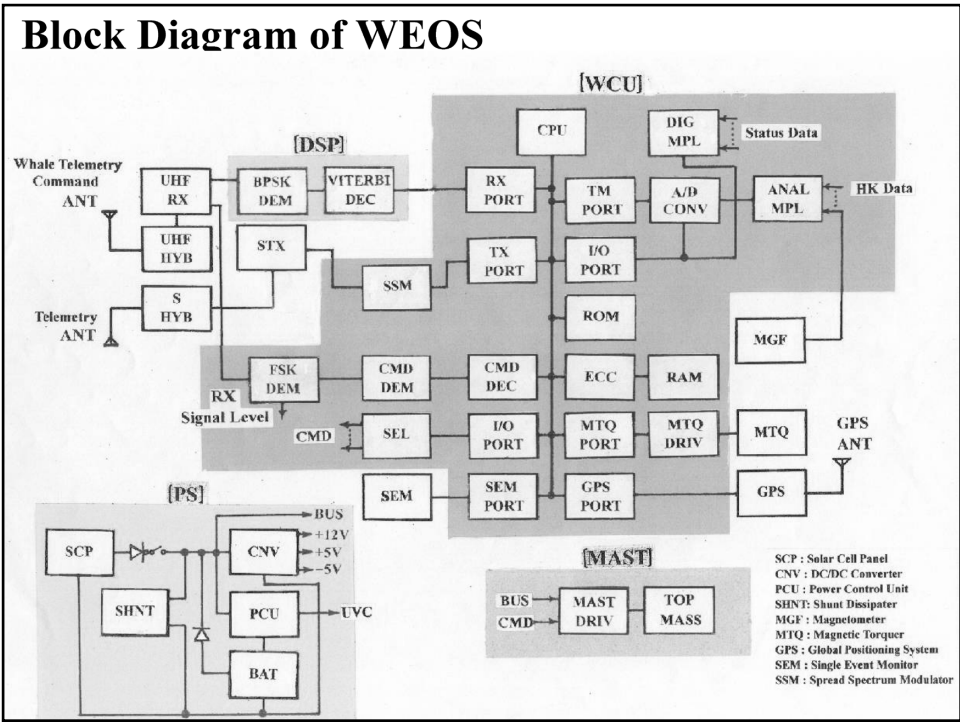 Block Diagram of WEOS
[WCU]
[DSP]
CPU
DIG
MPL
Status Data
Whale Telemetry
Command
ANT
UHF
RX
BPSK
DEM
VITERBI
DEC
RX
PORT
TM
PORT
A/D
CONV
ANAL
MPL
HK Data
UHF
HYB
STX
SSM
TX
PORT
I/O
PORT
S
HYB
Telemetry
ANT
ROM
MGF
FSK
DEM
CMD
DEM
CMD
DEC
ECC
RAM
RX
Signal Level
CMD
SEL
I/O
PORT
MTQ
PORT
MTQ
DRIV
MTQ
GPS
ANT
SEM
SEM
PORT
GPS
PORT
GPS
[PS]
BUS
SCP
CNV
+12V
+5V
-5V
SHNT
PCU
UVC
BAT
[MAST]
BUS
CMD
MAST
DRIV
TOP
MASS
SCP : Solar Cell Panel
CNV : DC/DC Converter
PCU : Power Control Unit
SHNT: Shunt Dissipater
MGF : Magnetometer
MTQ : Magnetic Torquer
GPS : Global Positioning System
SEM : Single Event Monitor
SSM : Spread Spectrum Modulator